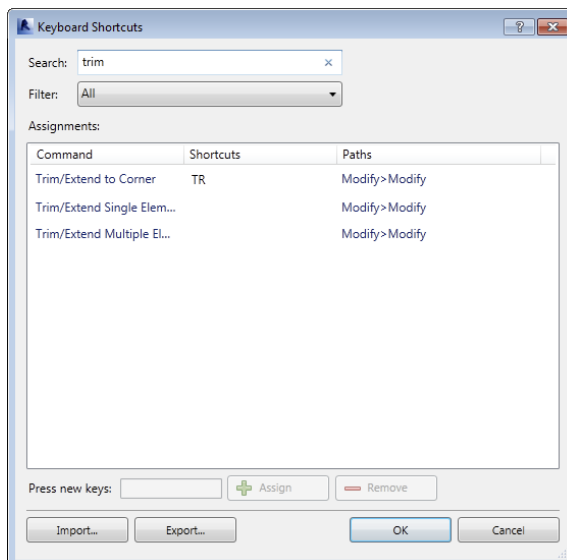 Keyboard Shortcuts
Search: trim
Filter: All
Assignments:
Command Shortcuts Paths
Trim/Extend to Corner TR Modify>Modify
Trim/Extend Single Elem... Modify>Modify
Trim/Extend Multiple El... Modify>Modify
Press new keys: Assign Remove
Import... Export... OK Cancel